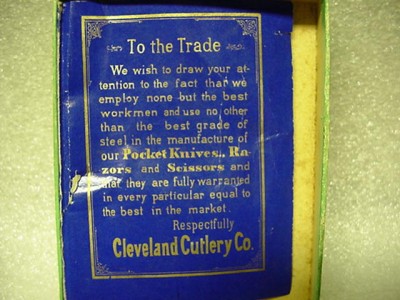 To the Trade
We wish to draw your at-
tention to the fact that we
employ none but the best
workmen and use no other
than the best grade of
steel in the manufacture of
our Pocket Knives, Ra-
zors and Scissors and
that they are fully warranted
in every particular equal to
the best in the market.
Respectfully
Cleveland Cutlery Co.